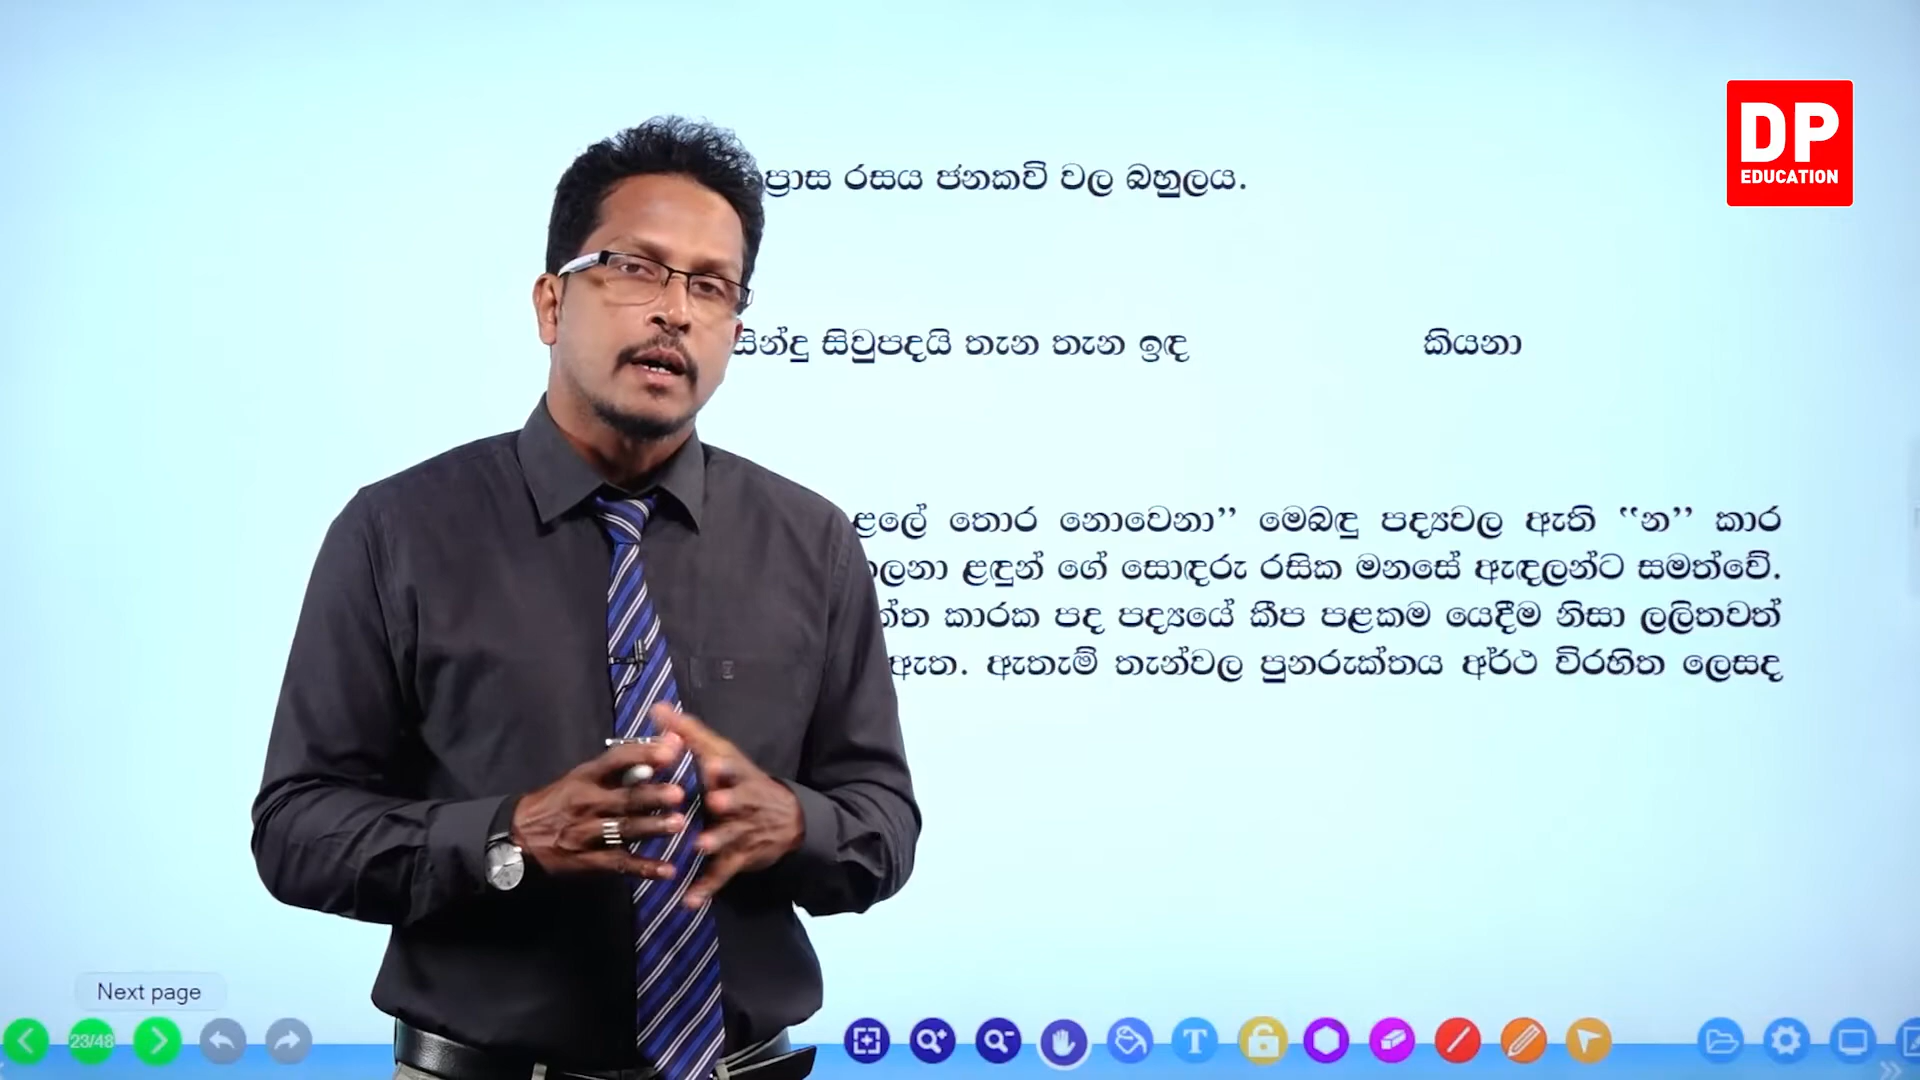 DP
EDUCATION
රසය ජනකවි වල බහුලය.
සින්දු සිවුපදයි තැන තැන ඉඳ කියනා
තොර නොවෙනා” මෙබඳු පද්‍යවල ඇති “න” කාර
ළඳුන් ගේ සොඳරු රසික මනසේ ඇඳලන්ට සමත්වේ.
කාරක පද පද්‍යයේ කීප පළකම යෙදීම නිසා ලලිතවත්
ඇත. ඇතැම් තැන්වල පුනරුක්තය අර්ථ විරහිත ලෙසද
Next page
23/48
T